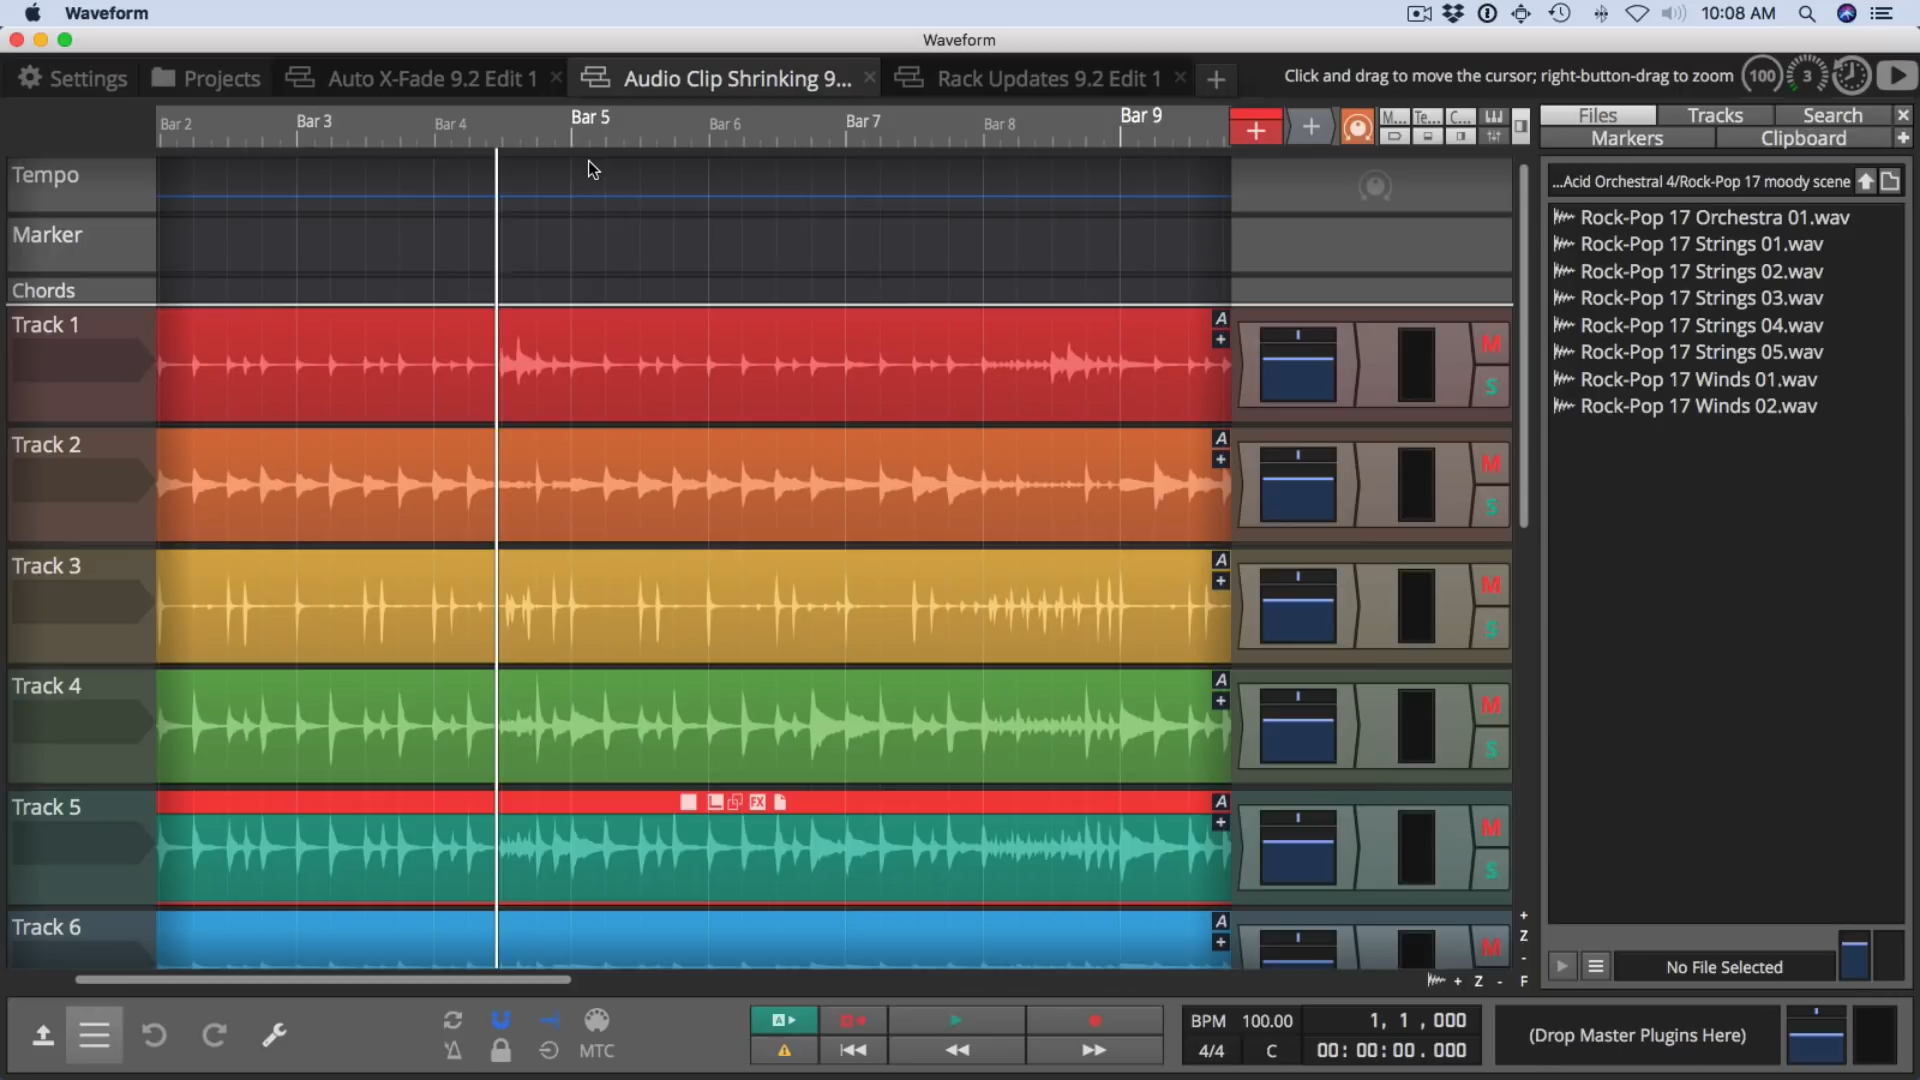 Waveform
10:08 AM
Waveform
Settings
Projects
Auto X-Fade 9.2 Edit 1
Audio Clip Shrinking 9...
Rack Updates 9.2 Edit 1
Click and drag to move the cursor; right-button-drag to zoom
100
3
Bar 2
Bar 3
Bar 4
Bar 5
Bar 6
Bar 7
Bar 8
Bar 9
M...
Te...
C...
Files
Tracks
Search
Markers
Clipboard
Tempo
Marker
Chords
...Acid Orchestral 4/Rock-Pop 17 moody scene
Rock-Pop 17 Orchestra 01.wav
Rock-Pop 17 Strings 01.wav
Rock-Pop 17 Strings 02.wav
Rock-Pop 17 Strings 03.wav
Rock-Pop 17 Strings 04.wav
Rock-Pop 17 Strings 05.wav
Rock-Pop 17 Winds 01.wav
Rock-Pop 17 Winds 02.wav
Track 1
A
M
S
Track 2
A
M
S
Track 3
A
M
S
Track 4
A
M
S
Track 5
FX
A
M
S
Track 6
A
M
+
Z
-
+ Z - F
No File Selected
MTC
A
BPM 100.00
4/4 C
1, 1, 000
00:00:00.000
(Drop Master Plugins Here)